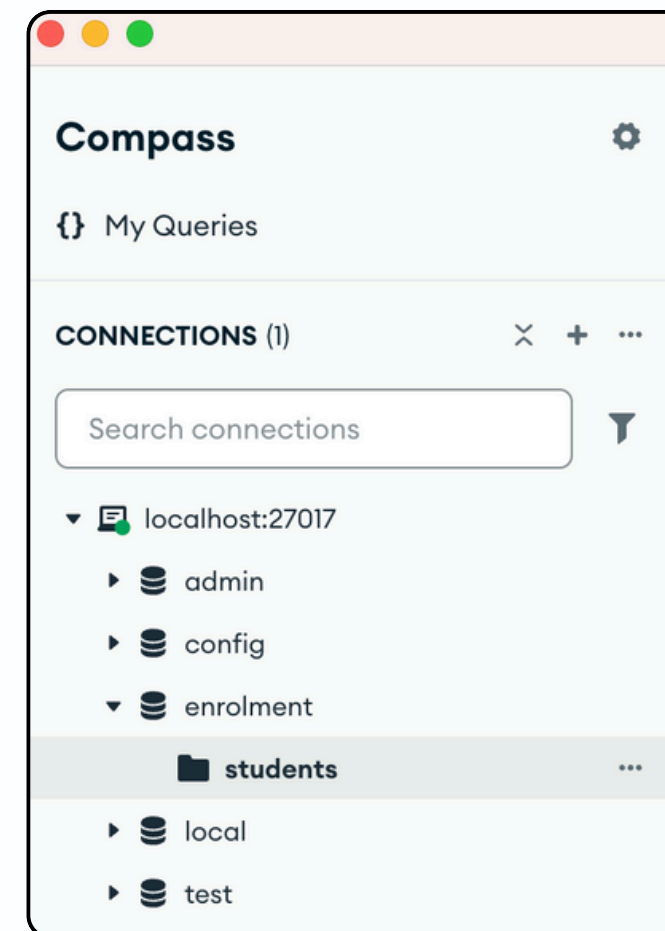 Compass
{} My Queries
CONNECTIONS (1)
Search connections
localhost:27017
admin
config
enrolment
students
local
test